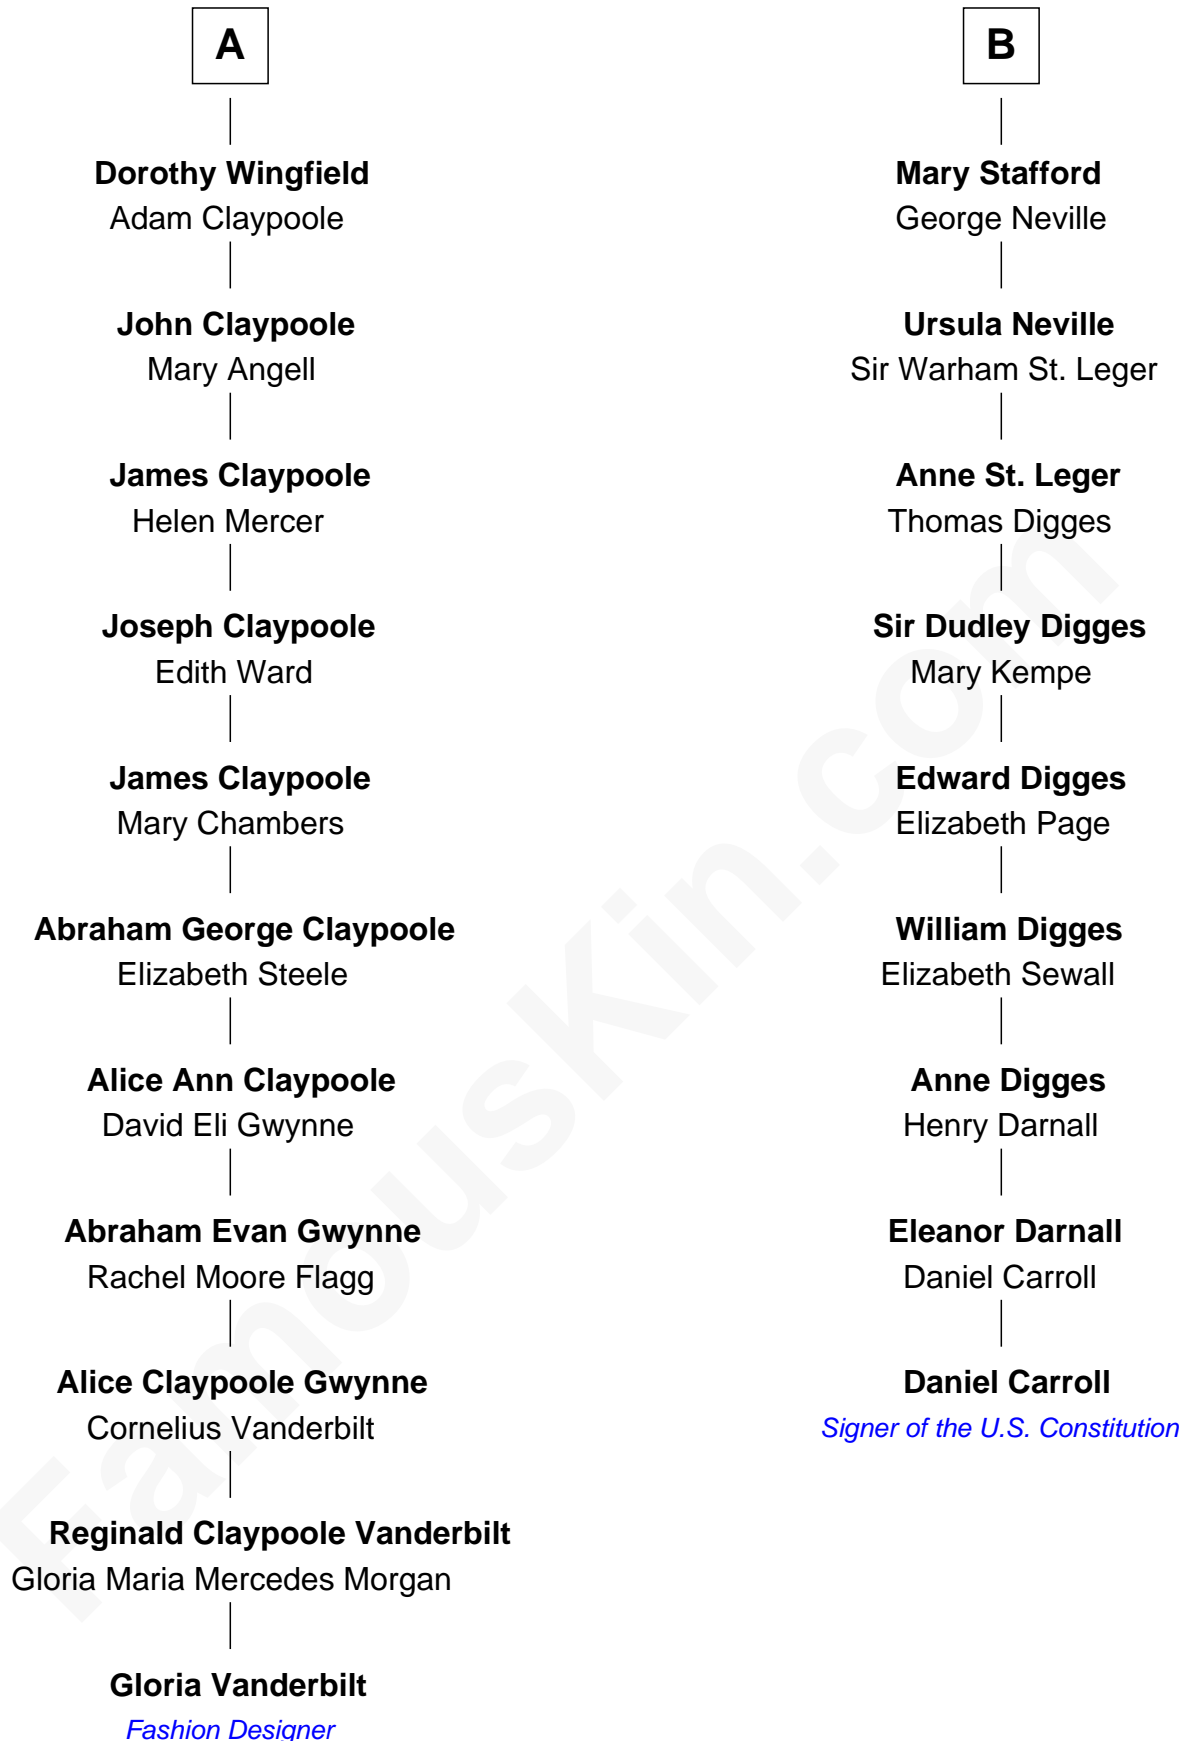 A
Dorothy Wingfield
Adam Claypoole
John Claypoole
Mary Angell
James Claypoole
Helen Mercer
Joseph Claypoole
Edith Ward
James Claypoole
Mary Chambers
Abraham George Claypoole
Elizabeth Steele
Alice Ann Claypoole
David Eli Gwynne
Abraham Evan Gwynne
Rachel Moore Flagg
Alice Claypoole Gwynne
Cornelius Vanderbilt
Reginald Claypoole Vanderbilt
Gloria Maria Mercedes Morgan
Gloria Vanderbilt
Fashion Designer
B
Mary Stafford
George Neville
Ursula Neville
Sir Warham St. Leger
Anne St. Leger
Thomas Digges
Sir Dudley Digges
Mary Kempe
Edward Digges
Elizabeth Page
William Digges
Elizabeth Sewall
Anne Digges
Henry Darnall
Eleanor Darnall
Daniel Carroll
Daniel Carroll
Signer of the U.S. Constitution
FamousKin.com